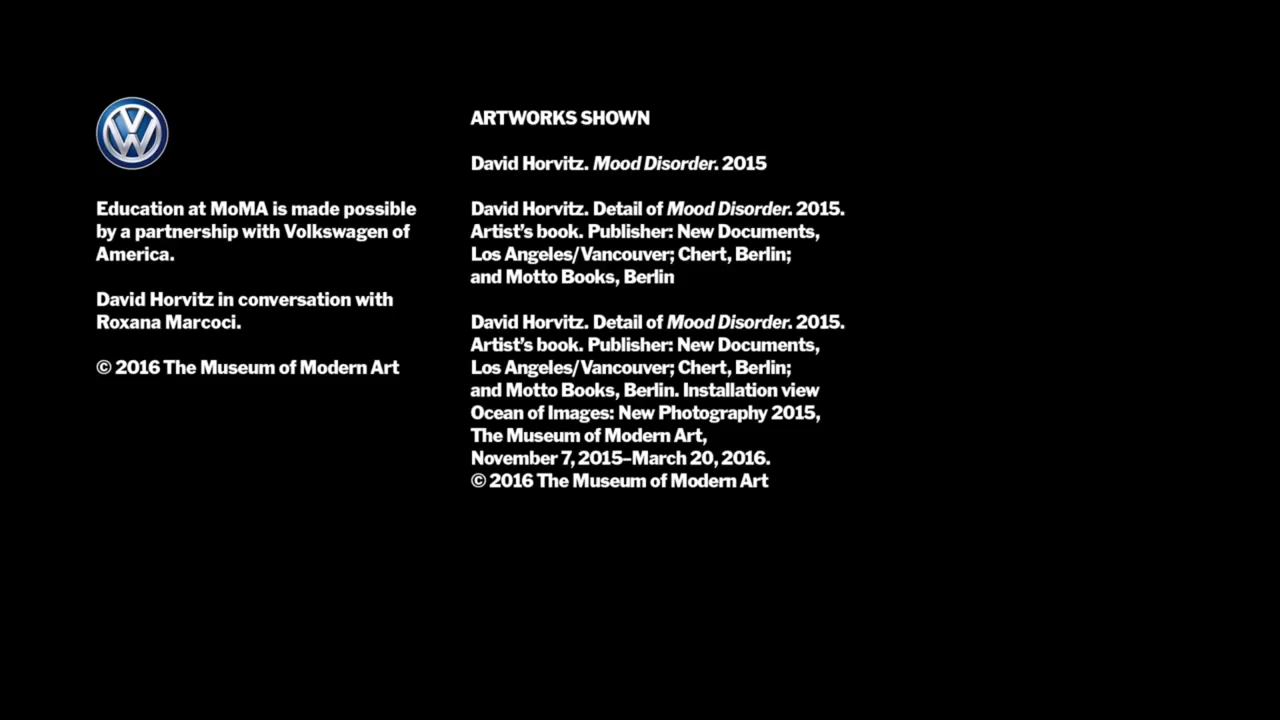 Education at MoMA is made possible
by a partnership with Volkswagen of
America.
David Horvitz in conversation with
Roxana Marcoci.
© 2016 The Museum of Modern Art
ARTWORKS SHOWN
David Horvitz. Mood Disorder. 2015
David Horvitz. Detail of Mood Disorder. 2015.
Artist’s book. Publisher: New Documents,
Los Angeles/Vancouver; Chert, Berlin;
and Motto Books, Berlin
David Horvitz. Detail of Mood Disorder. 2015.
Artist’s book. Publisher: New Documents,
Los Angeles/Vancouver; Chert, Berlin;
and Motto Books, Berlin. Installation view
Ocean of Images: New Photography 2015,
The Museum of Modern Art,
November 7, 2015–March 20, 2016.
© 2016 The Museum of Modern Art